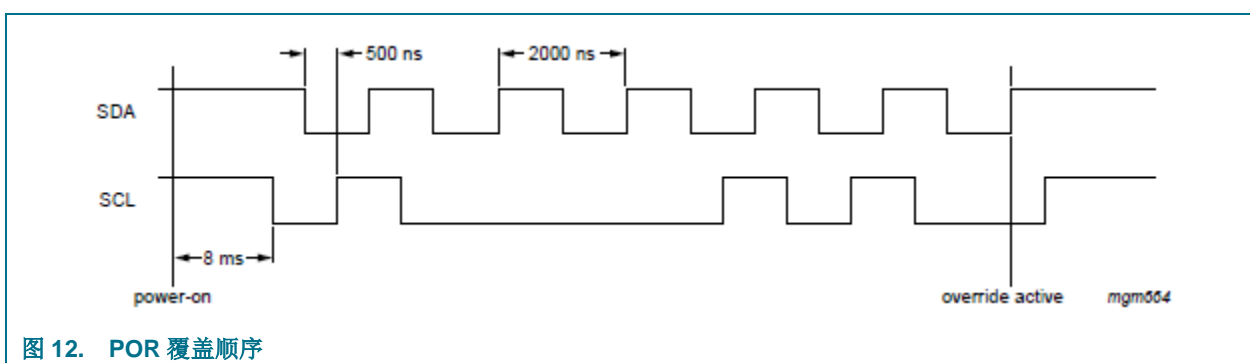 500 ns
2000 ns
SDA
SCL
8 ms
power-on
override active
mgm664
图 12. POR 覆盖顺序